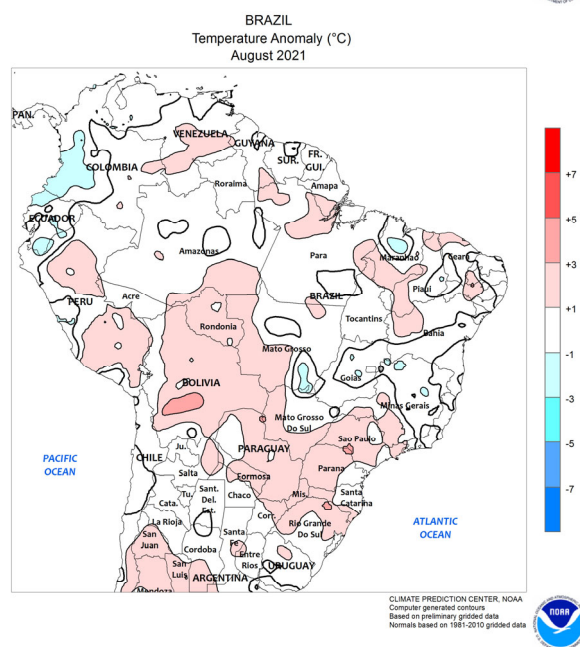 BRAZIL
Temperature Anomaly (°C)
August 2021
PAN.
VENEZUELA
GUYANA
COLOMBIA
SUR.
FR.
GUI.
Roraima
Amapa
ECUADOR
Amazonas
Para
Maranhao
Ceara
PERU
Acre
BRAZIL
Piaui
Rondonia
Tocantins
Bahia
Mato Grosso
BOLIVIA
Goias
Minas Gerais
Mato Grosso
Do Sul
CHILE
Ju.
PARAGUAY
Sao Paulo
PACIFIC
OCEAN
Salta
Formosa
Parana
Tu.
Sant.
Del.
Est.
Chaco
Mis.
Santa
Catarina
Cata.
La Rioja
Corr.
Rio Grande
Do Sul
ATLANTIC
OCEAN
San
Juan
Cordoba
Santa
Fe
Entre
Rios
URUGUAY
San
Luis
ARGENTINA
Mendoza
+7
+5
+3
+1
-1
-3
-5
-7
CLIMATE PREDICTION CENTER, NOAA
Computer generated contours
Based on preliminary gridded data
Normals based on 1981-2010 gridded data
NOAA